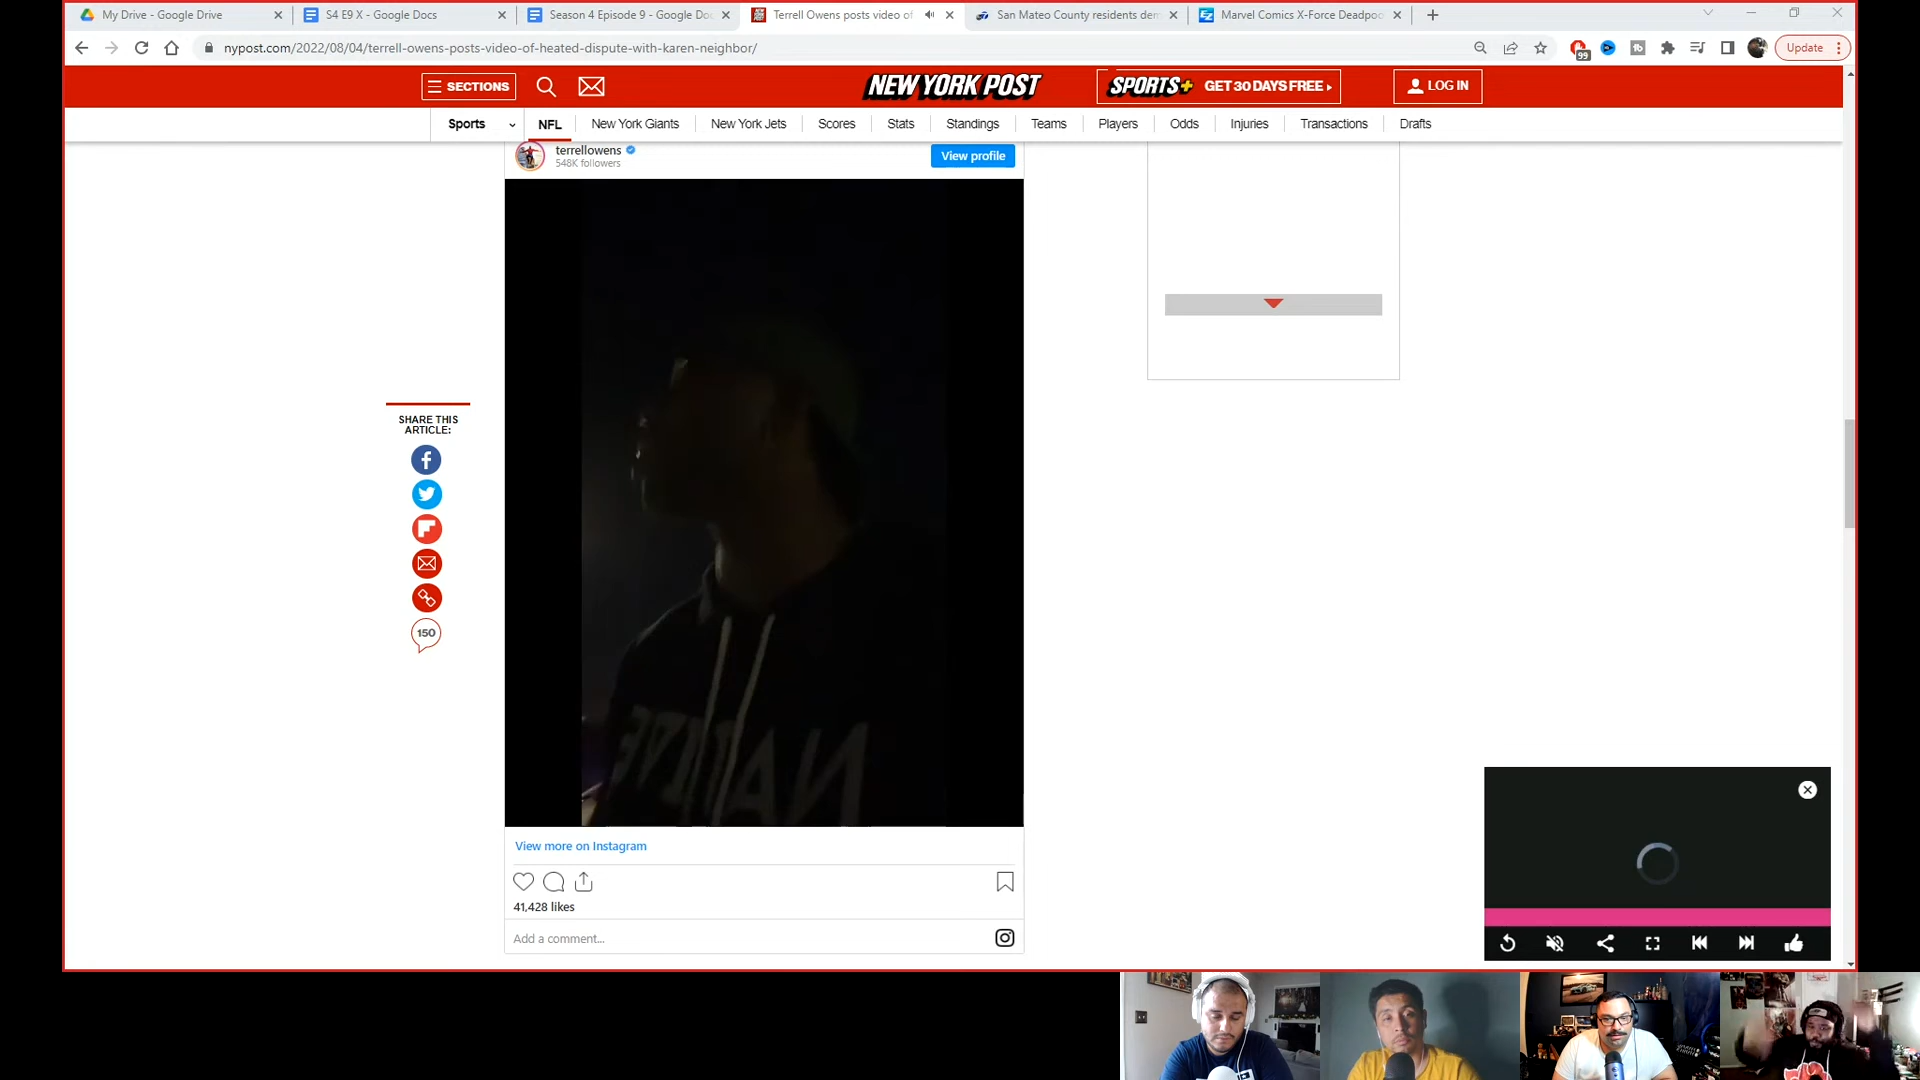 My Drive - Google Drive
S4 E9 X - Google Docs
Season 4 Episode 9 - Google Do
Terrell Owens posts video of
San Mateo County residents den
Marvel Comics X-Force Deadpoo
nypost.com/2022/08/04/terrell-owens-posts-video-of-heated-dispute-with-karen-neighbor/
99
Update
SECTIONS
NEW YORK POST
SPORTS+ GET 30 DAYS FREE
LOG IN
Sports
NFL
New York Giants
New York Jets
Scores
Stats
Standings
Teams
Players
Odds
Injuries
Transactions
Drafts
terrellowens
548K followers
View profile
SHARE THIS
ARTICLE:
150
View more on Instagram
41,428 likes
Add a comment...